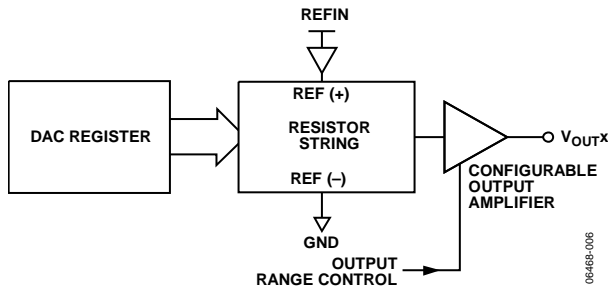 REFIN
DAC REGISTER
REF (+)
RESISTOR
STRING
REF (–)
GND
VOUTx
CONFIGURABLE
OUTPUT
AMPLIFIER
OUTPUT
RANGE CONTROL
06468-006